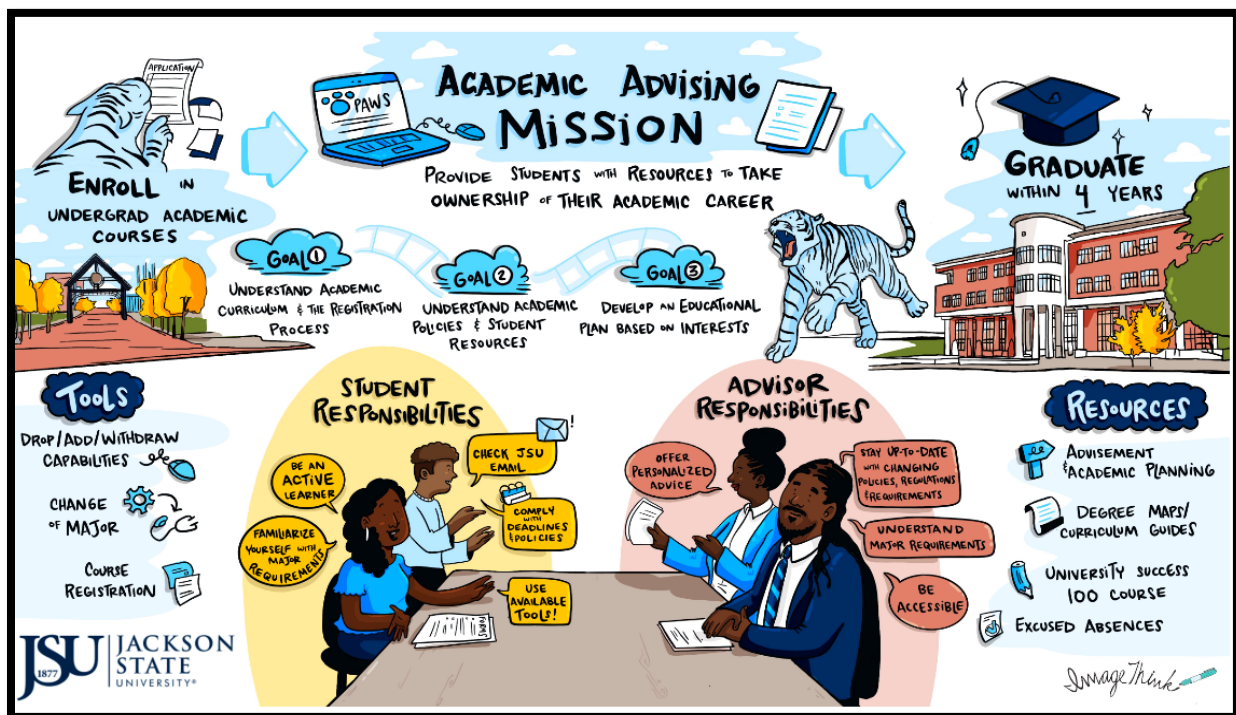 APPLICATION
ENROLL IN
UNDERGRAD ACADEMIC
COURSES
PAWS
ACADEMIC ADVISING
MISSION
PROVIDE STUDENTS WITH RESOURCES TO TAKE
OWNERSHIP OF THEIR ACADEMIC CAREER
GRADUATE
WITHIN 4 YEARS
GOAL 1
UNDERSTAND ACADEMIC
CURRICULUM & THE REGISTRATION
PROCESS
GOAL 2
UNDERSTAND ACADEMIC
POLICIES & STUDENT
RESOURCES
GOAL 3
DEVELOP AN EDUCATIONAL
PLAN BASED ON INTERESTS
TOOLS
DROP/ADD/WITHDRAW
CAPABILITIES
CHANGE
OF MAJOR
COURSE
REGISTRATION
STUDENT
RESPONSIBILITIES
BE AN
ACTIVE
LEARNER
FAMILIARIZE
YOURSELF WITH
MAJOR
REQUIREMENTS
CHECK JSU
EMAIL
!
COMPLY
WITH
DEADLINES
& POLICIES
USE
AVAILABLE
TOOLS!
FORMS
ADVISOR
RESPONSIBILITIES
OFFER
PERSONALIZED
ADVICE
STAY UP-TO-DATE
WITH CHANGING
POLICIES, REGULATIONS
& REQUIREMENTS
UNDERSTAND
MAJOR REQUIREMENTS
BE
ACCESSIBLE
RESOURCES
ADVISEMENT
& ACADEMIC PLANNING
DEGREE MAPS/
CURRICULUM GUIDES
UNIVERSITY SUCCESS
100 COURSE
EXCUSED ABSENCES
JSU
1877
JACKSON
STATE
UNIVERSITY®
ImageThink